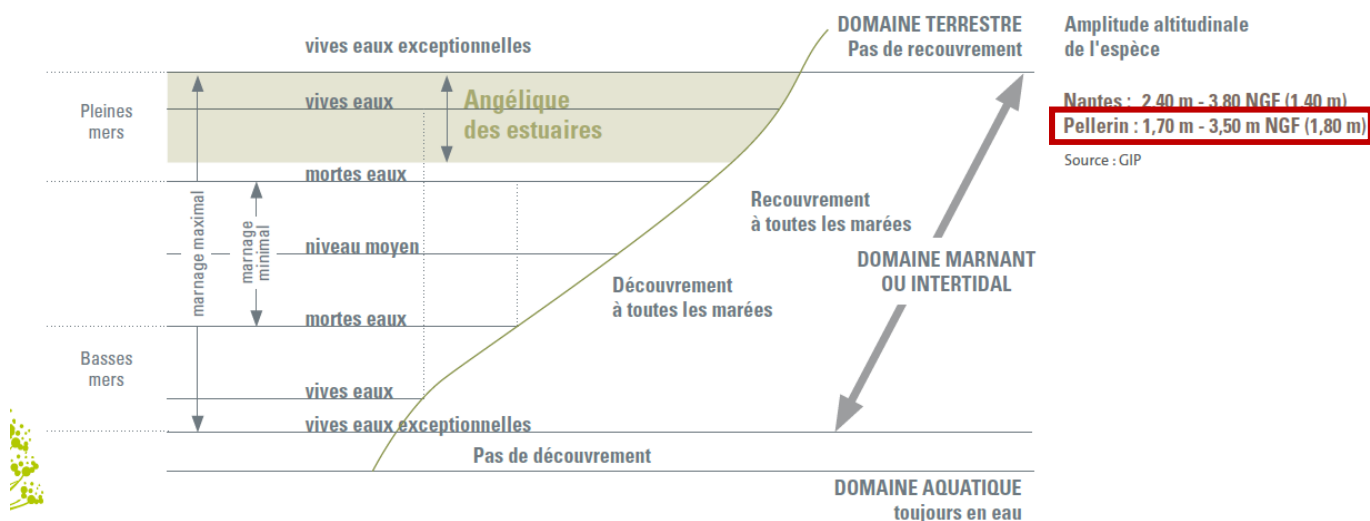 DOMAINE TERRESTRE
Pas de recouvrement
Amplitude altitudinale
de l'espèce
vives eaux exceptionnelles
Pleines
mers
vives eaux
Angélique
des estuaires
Nantes : 2,40 m - 3,80 NGF (1,40 m)
Pellerin : 1,70 m - 3,50 m NGF (1,80 m)
Source : GIP
mortes eaux
marnage maximal
marnage
minimal
Recouvrement
à toutes les marées
niveau moyen
DOMAINE MARNANT
OU INTERTIDAL
Découvrement
à toutes les marées
mortes eaux
Basses
mers
vives eaux
vives eaux exceptionnelles
Pas de découvrement
DOMAINE AQUATIQUE
toujours en eau